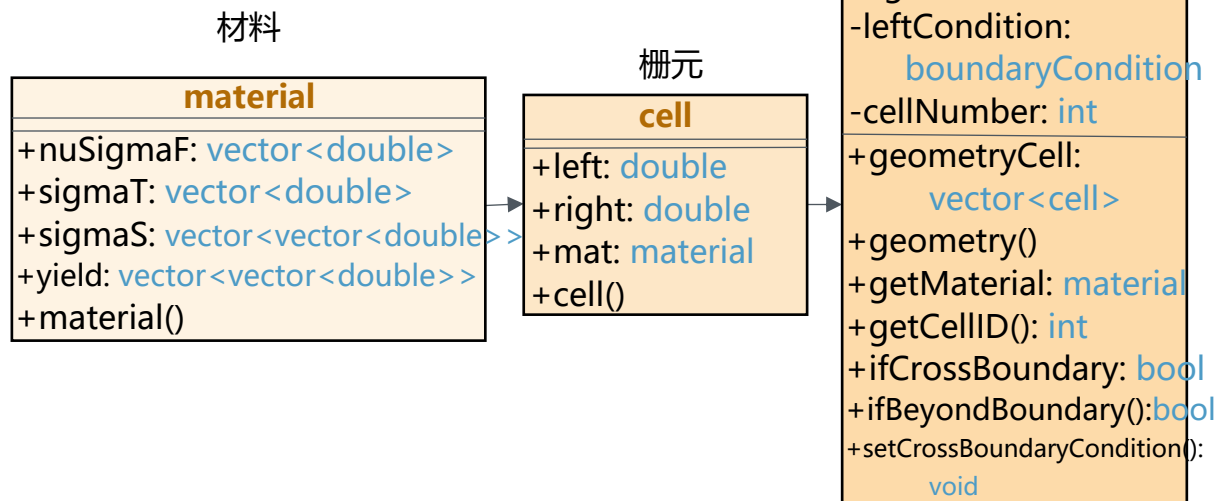 材料
material
+nuSigmaF: vector<double>
+sigmaT: vector<double>
+sigmaS: vector<vector<double>>
+yield: vector<vector<double>>
+material()
栅元
cell
+left: double
+right: double
+mat: material
+cell()
-leftCondition:
boundaryCondition
-cellNumber: int
+geometryCell:
vector<cell>
+geometry()
+getMaterial: material
+getCellID(): int
+ifCrossBoundary: bool
+ifBeyondBoundary():bool
+setCrossBoundaryCondition():
void